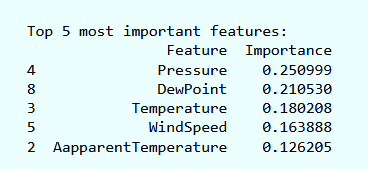 Top 5 most important features:
Feature Importance
4 Pressure 0.250999
8 DewPoint 0.210530
3 Temperature 0.180208
5 WindSpeed 0.163888
2 AapparentTemperature 0.126205